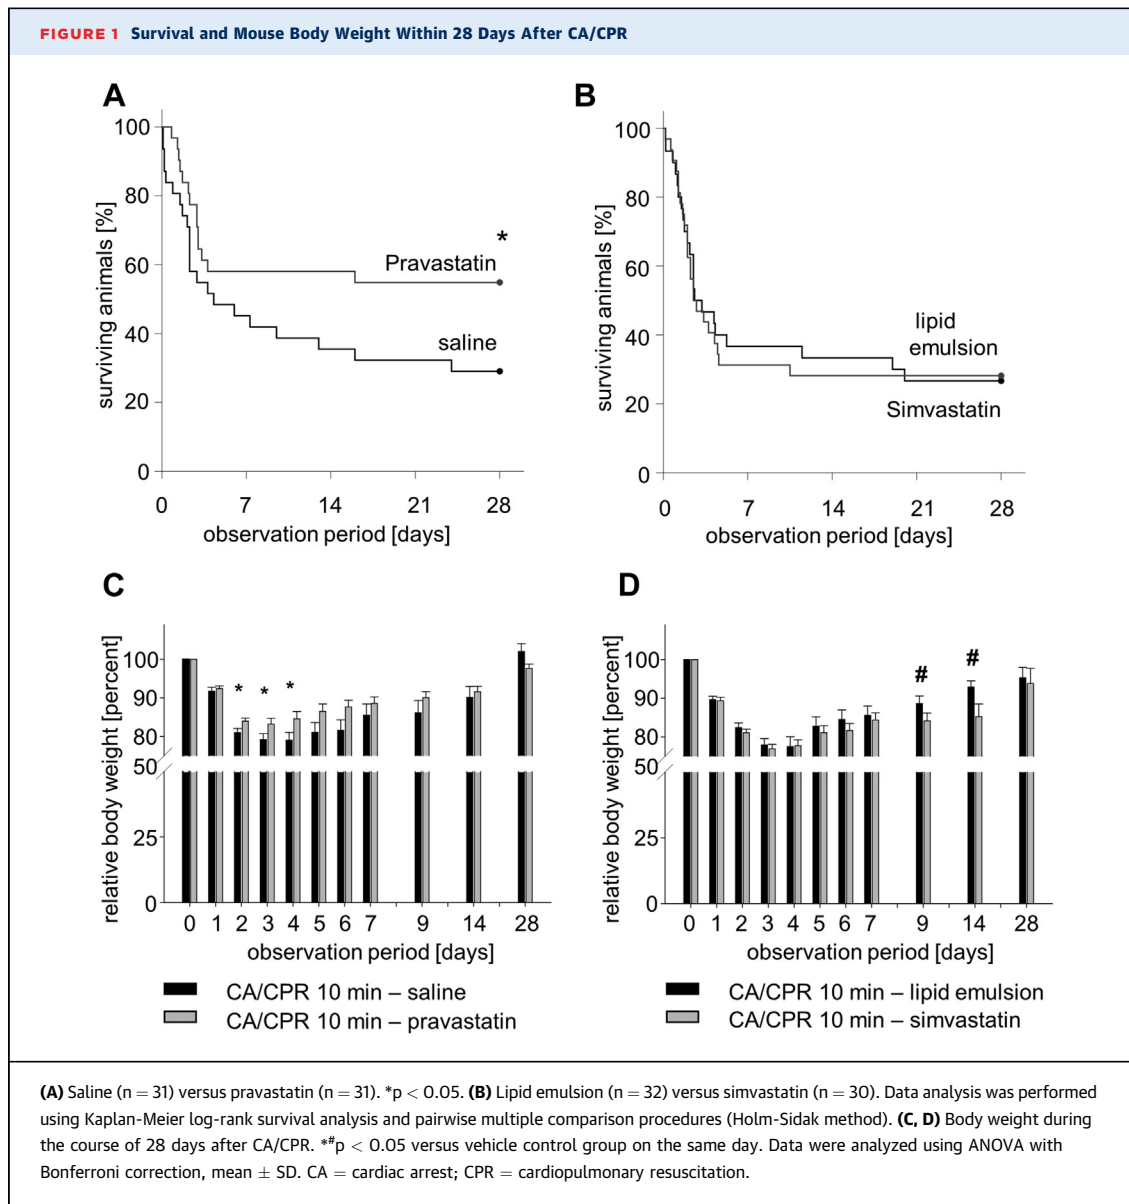 FIGURE 1 Survival and Mouse Body Weight Within 28 Days After CA/CPR
A
surviving animals [%]
100
80
60
40
20
0
*
Pravastatin
saline
0 7 14 21 28
observation period [days]
B
surviving animals [%]
100
80
60
40
20
0
lipid
emulsion
Simvastatin
0 7 14 21 28
observation period [days]
C
relative body weight [percent]
100
90
80
50
25
0
* * *
0 1 2 3 4 5 6 7 9 14 28
observation period [days]
CA/CPR 10 min – saline
CA/CPR 10 min – pravastatin
D
relative body weight [percent]
100
90
80
50
25
0
# #
0 1 2 3 4 5 6 7 9 14 28
observation period [days]
CA/CPR 10 min – lipid emulsion
CA/CPR 10 min – simvastatin
(A) Saline (n = 31) versus pravastatin (n = 31). *p < 0.05. (B) Lipid emulsion (n = 32) versus simvastatin (n = 30). Data analysis was performed
using Kaplan-Meier log-rank survival analysis and pairwise multiple comparison procedures (Holm-Sidak method). (C, D) Body weight during
the course of 28 days after CA/CPR. *#p < 0.05 versus vehicle control group on the same day. Data were analyzed using ANOVA with
Bonferroni correction, mean ± SD. CA = cardiac arrest; CPR = cardiopulmonary resuscitation.